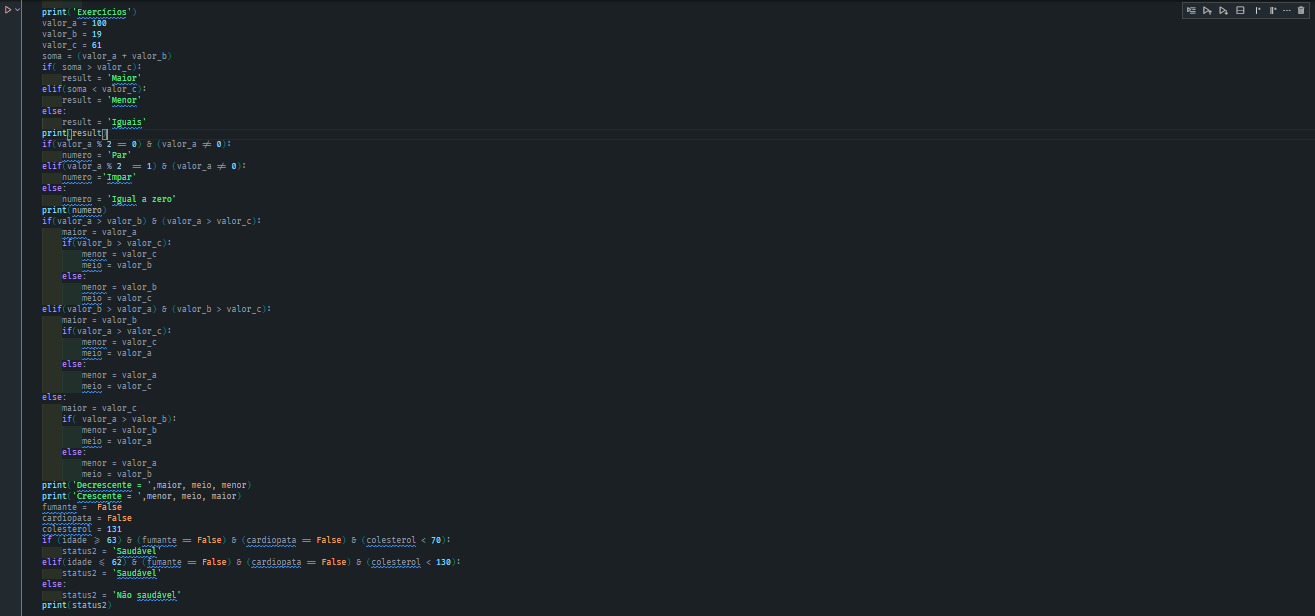 print('Exercícios')
valor_a = 100
valor_b = 19
valor_c = 61
soma = (valor_a + valor_b)
if( soma > valor_c):
    result = 'Maior'
elif(soma < valor_c):
    result = 'Menor'
else:
    result = 'Iguais'
print(result)
if(valor_a % 2 == 0) & (valor_a != 0):
    numero = 'Par'
elif(valor_a % 2  == 1) & (valor_a != 0):
    numero ='Impar'
else:
    numero = 'Igual a zero'
print(numero)
if(valor_a > valor_b) & (valor_a > valor_c):
    maior = valor_a
    if(valor_b > valor_c):
        menor = valor_c
        meio = valor_b
    else:
        menor = valor_b
        meio = valor_c
elif(valor_b > valor_a) & (valor_b > valor_c):
    maior = valor_b
    if(valor_a > valor_c):
        menor = valor_c
        meio = valor_a
    else:
        menor = valor_a
        meio = valor_c
else:
    maior = valor_c
    if( valor_a > valor_b):
        menor = valor_b
        meio = valor_a
    else:
        menor = valor_a
        meio = valor_b
print('Decrescente = ',maior, meio, menor)
print('Crescente = ',menor, meio, maior)
fumante =  False
cardiopata = False
colesterol = 131
if (idade >= 63) & (fumante == False) & (cardiopata == False) & (colesterol < 70):
    status2 = 'Saudável'
elif(idade <= 62) & (fumante == False) & (cardiopata == False) & (colesterol < 130):
    status2 = 'Saudável'
else:
    status2 = 'Não saudável'
print(status2)